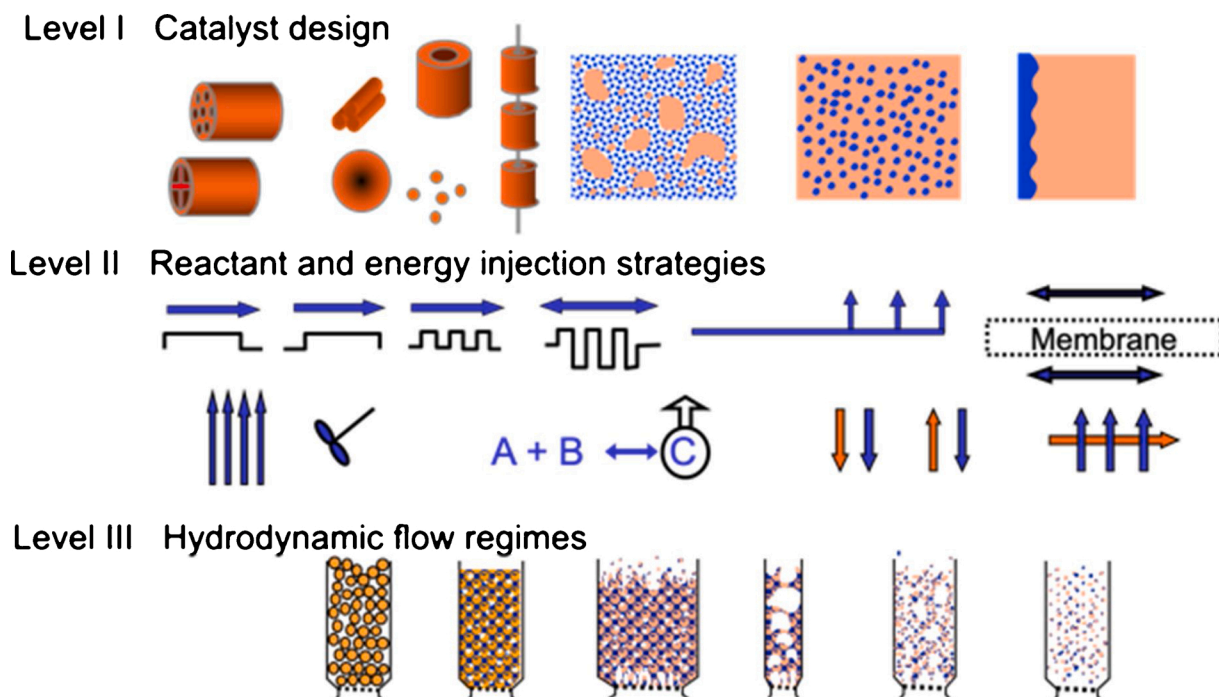 Level I Catalyst design
Level II Reactant and energy injection strategies
Membrane
A + B C
Level III Hydrodynamic flow regimes